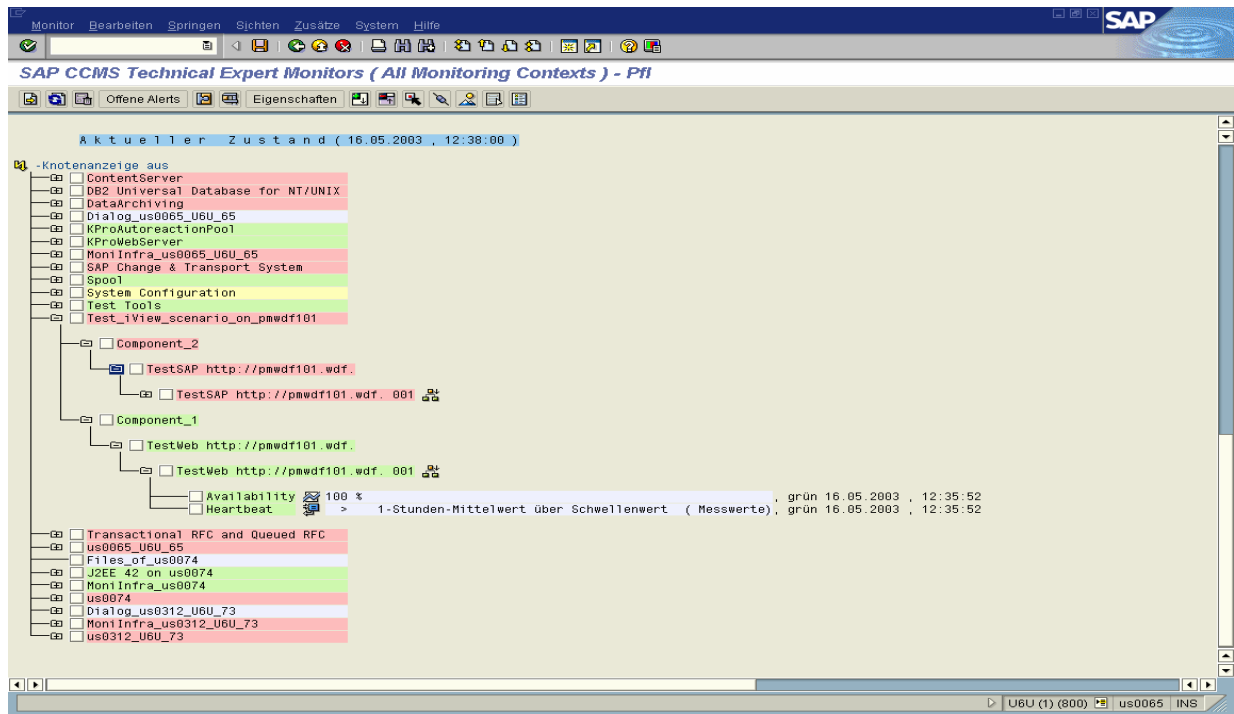 Monitor Bearbeiten Springen Sichten Zusätze System Hilfe
SAP
SAP CCMS Technical Expert Monitors ( All Monitoring Contexts ) - Pfl
Offene Alerts Eigenschaften
Aktueller Zustand ( 16.05.2003 , 12:38:00 )
-Knotenanzeige aus
ContentServer
DB2 Universal Database for NT/UNIX
DataArchiving
Dialog_us0065_U6U_65
KProAutoreactionPool
KProWebServer
MoniInfra_us0065_U6U_65
SAP Change & Transport System
Spool
System Configuration
Test Tools
Test_iView_scenario_on_pmwdf101
Component_2
TestSAP http://pmwdf101.wdf.
TestSAP http://pmwdf101.wdf. 001
Component_1
TestWeb http://pmwdf101.wdf.
TestWeb http://pmwdf101.wdf. 001
Availability 100 % , grün 16.05.2003 , 12:35:52
Heartbeat > 1-Stunden-Mittelwert über Schwellenwert ( Messwerte), grün 16.05.2003 , 12:35:52
Transactional RFC and Queued RFC
us0065_U6U_65
Files_of_us0074
J2EE 42 on us0074
MoniInfra_us0074
us0074
Dialog_us0312_U6U_73
MoniInfra_us0312_U6U_73
us0312_U6U_73
U6U (1) (800) us0065 INS